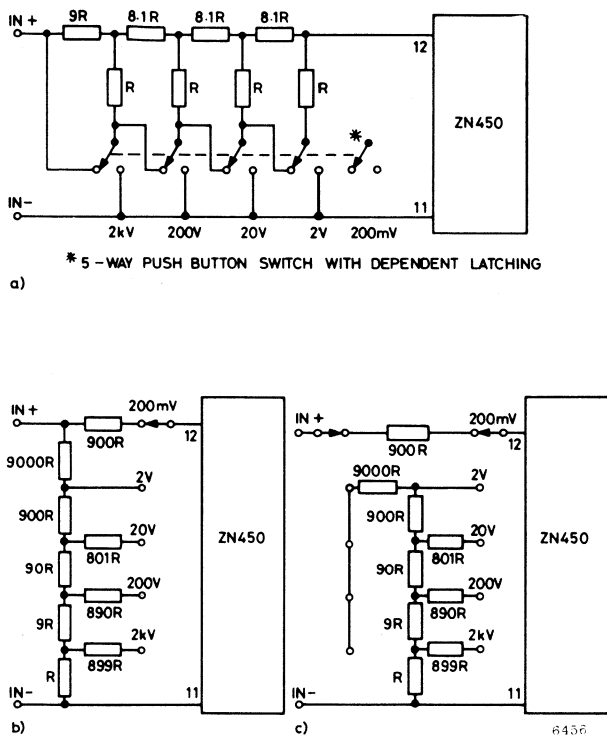 IN + 9R 8.1R 8.1R 8.1R
12
R R R R
ZN450
*
IN- 11
2kV 200V 20V 2V 200mV
* 5-WAY PUSH BUTTON SWITCH WITH DEPENDENT LATCHING
a)
IN + 200mV
12
900R
9000R
2V
900R
20V
801R
ZN450
90R
200V
890R
9R
2kV
899R
R
IN- 11
b)
IN + 200mV
12
900R
9000R 2V
900R
20V
801R
ZN450
90R
200V
890R
9R
2kV
899R
R
IN- 11
c)
6456